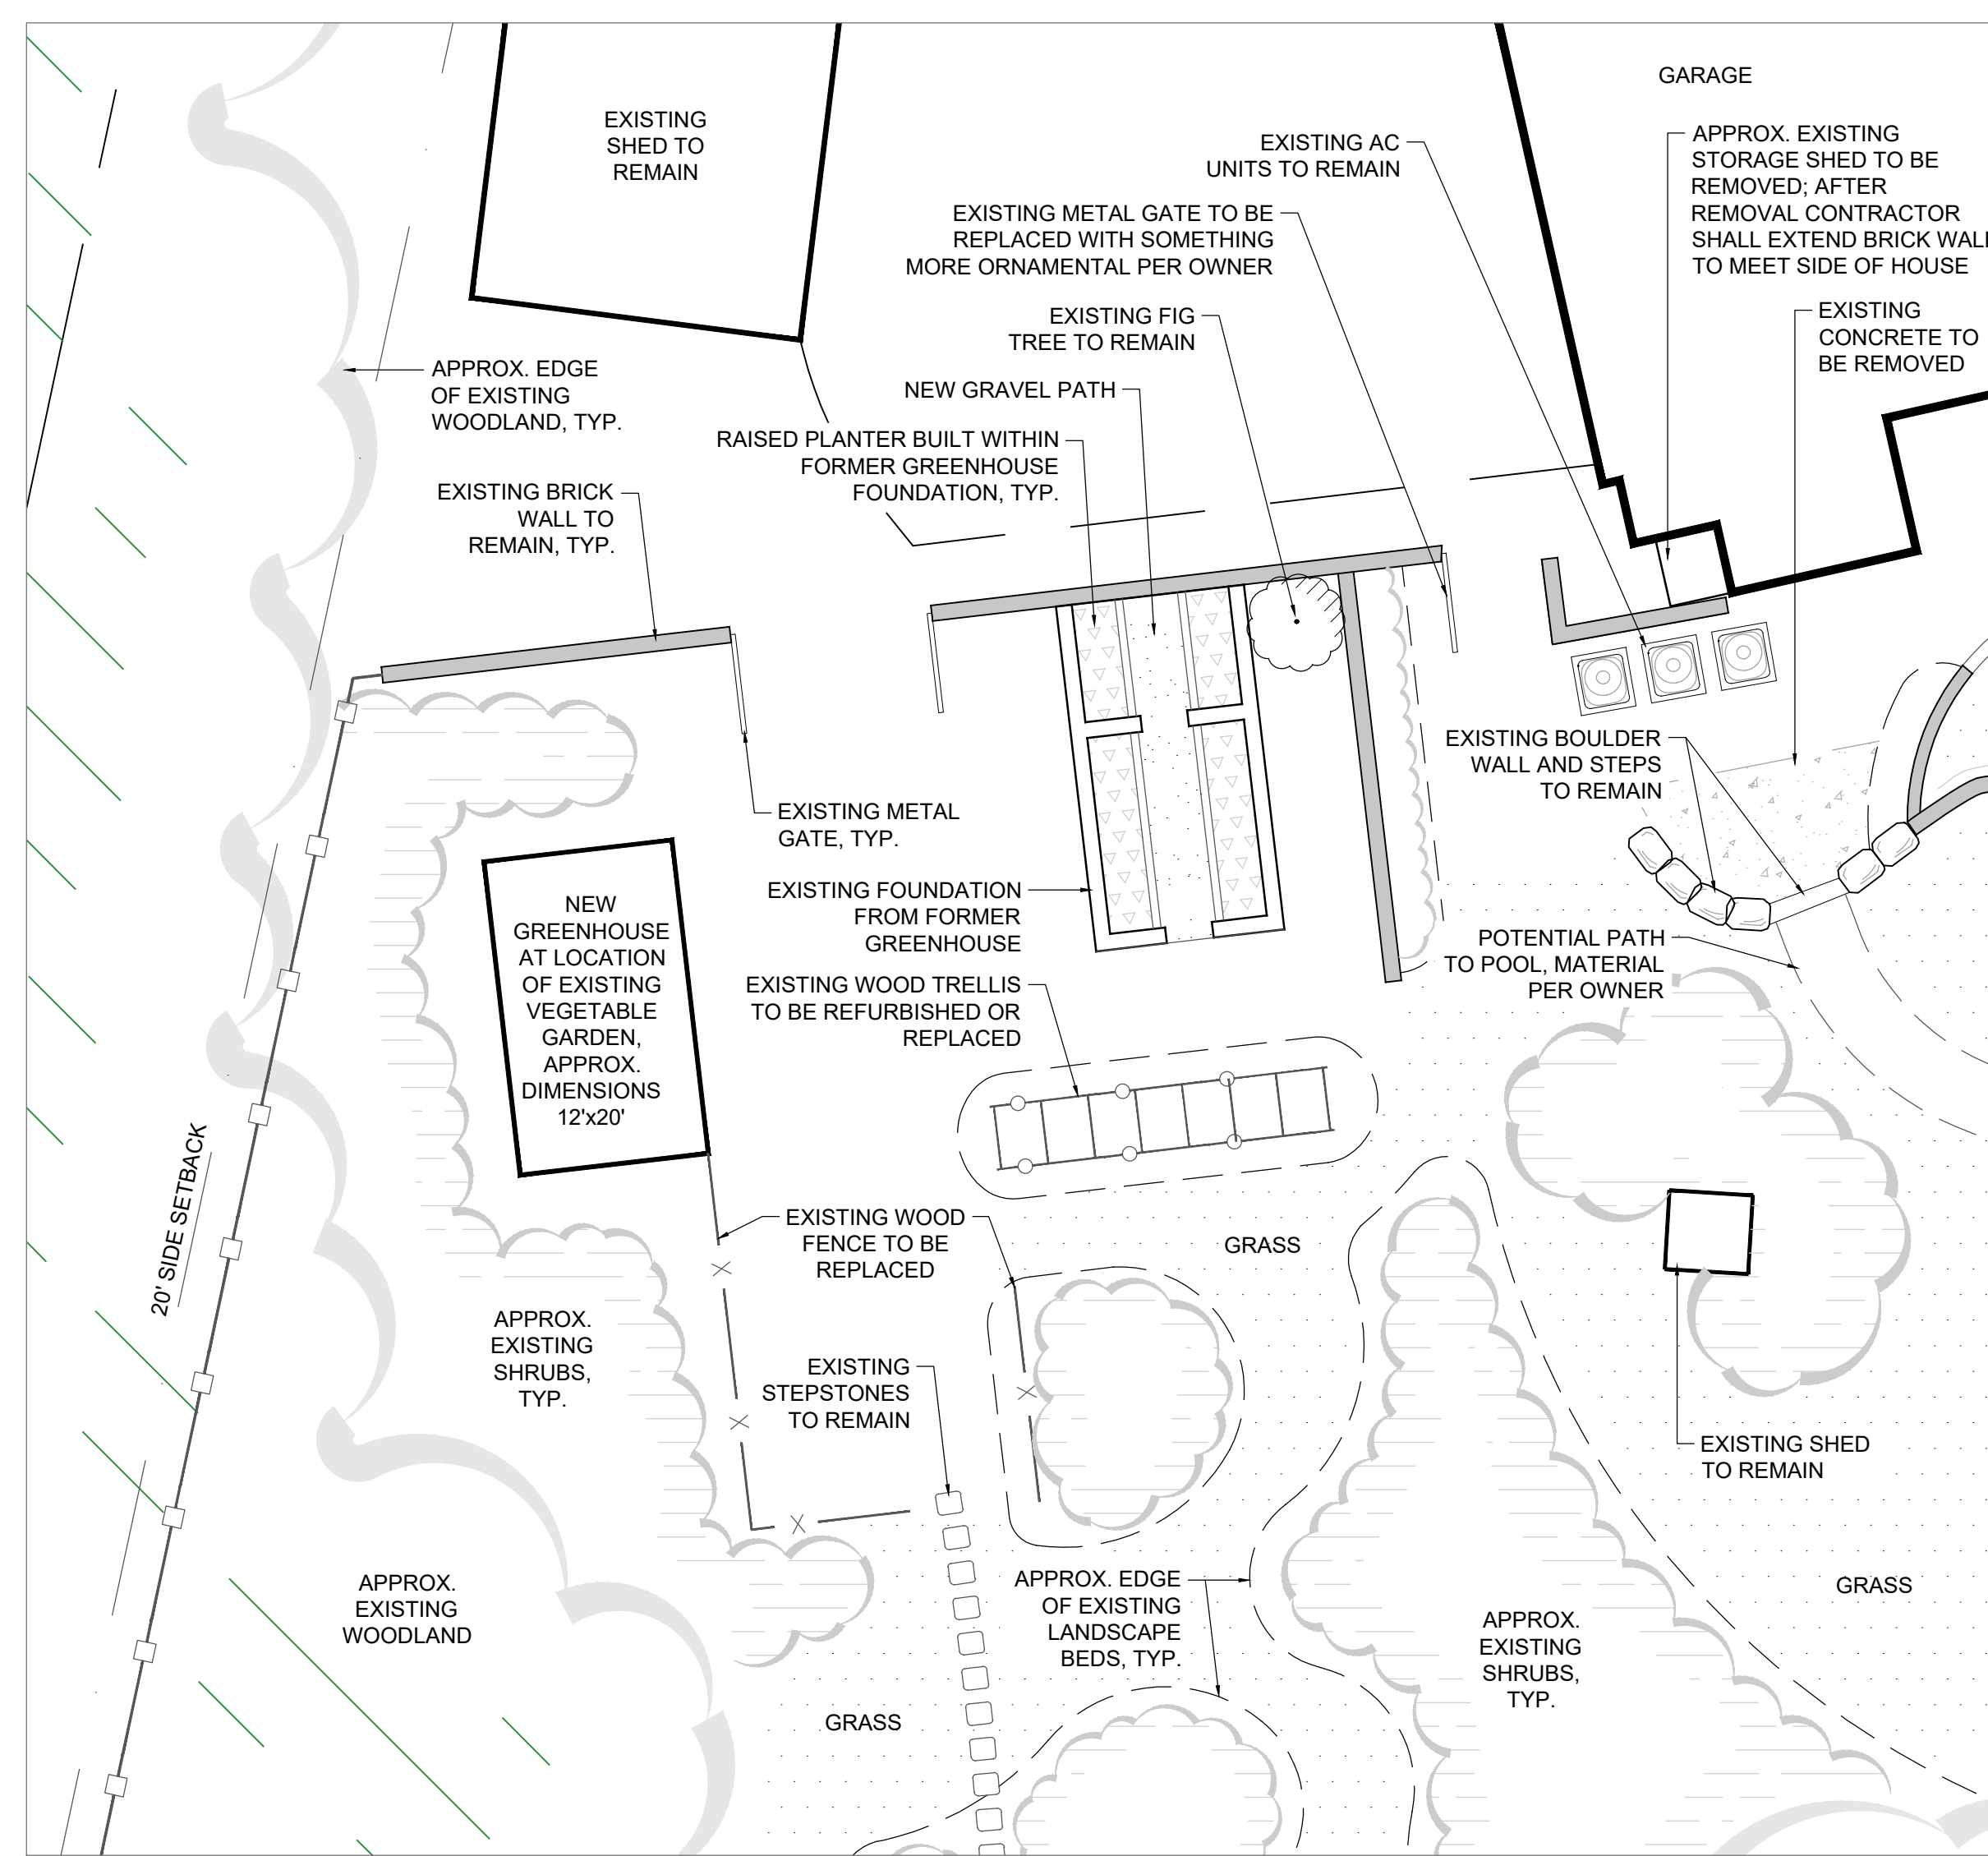 GARAGE
EXISTING
SHED TO
REMAIN
EXISTING AC
UNITS TO REMAIN
APPROX. EXISTING
STORAGE SHED TO BE
REMOVED; AFTER
REMOVAL CONTRACTOR
SHALL EXTEND BRICK WALL
TO MEET SIDE OF HOUSE
EXISTING METAL GATE TO BE
REPLACED WITH SOMETHING
MORE ORNAMENTAL PER OWNER
EXISTING FIG
TREE TO REMAIN
EXISTING
CONCRETE TO
BE REMOVED
APPROX. EDGE
OF EXISTING
WOODLAND, TYP.
NEW GRAVEL PATH
RAISED PLANTER BUILT WITHIN
FORMER GREENHOUSE
FOUNDATION, TYP.
EXISTING BRICK
WALL TO
REMAIN, TYP.
EXISTING BOULDER
WALL AND STEPS
TO REMAIN
EXISTING METAL
GATE, TYP.
EXISTING FOUNDATION
FROM FORMER
GREENHOUSE
NEW
GREENHOUSE
AT LOCATION
OF EXISTING
VEGETABLE
GARDEN,
APPROX.
DIMENSIONS
12'x20'
POTENTIAL PATH
TO POOL, MATERIAL
PER OWNER
EXISTING WOOD TRELLIS
TO BE REFURBISHED OR
REPLACED
20' SIDE SETBACK
EXISTING WOOD
FENCE TO BE
REPLACED
GRASS
APPROX.
EXISTING
SHRUBS,
TYP.
EXISTING
STEPSTONES
TO REMAIN
EXISTING SHED
TO REMAIN
APPROX.
EXISTING
WOODLAND
APPROX. EDGE
OF EXISTING
LANDSCAPE
BEDS, TYP.
GRASS
APPROX.
EXISTING
SHRUBS,
TYP.
GRASS